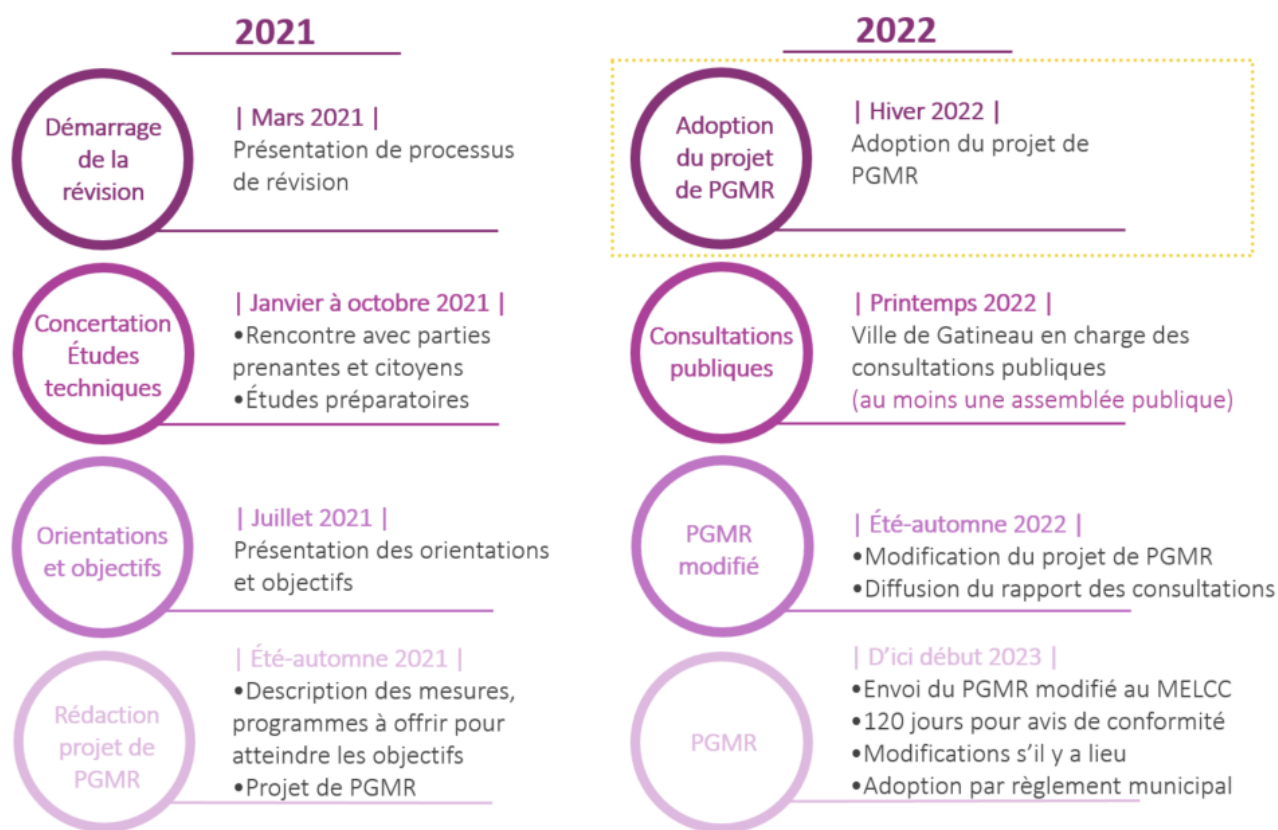 2021
Démarrage
de la
révision
| Mars 2021 |
Présentation de processus
de révision
Concertation
Études
techniques
| Janvier à octobre 2021 |
•Rencontre avec parties
prenantes et citoyens
•Études préparatoires
Orientations
et objectifs
| Juillet 2021 |
Présentation des orientations
et objectifs
Rédaction
projet de
PGMR
| Été-automne 2021 |
•Description des mesures,
programmes à offrir pour
atteindre les objectifs
•Projet de PGMR
2022
Adoption
du projet
de PGMR
| Hiver 2022 |
Adoption du projet de
PGMR
Consultations
publiques
| Printemps 2022 |
Ville de Gatineau en charge des
consultations publiques
(au moins une assemblée publique)
PGMR
modifié
| Été-automne 2022 |
•Modification du projet de PGMR
•Diffusion du rapport des consultations
PGMR
| D'ici début 2023 |
•Envoi du PGMR modifié au MELCC
•120 jours pour avis de conformité
•Modifications s'il y a lieu
•Adoption par règlement municipal